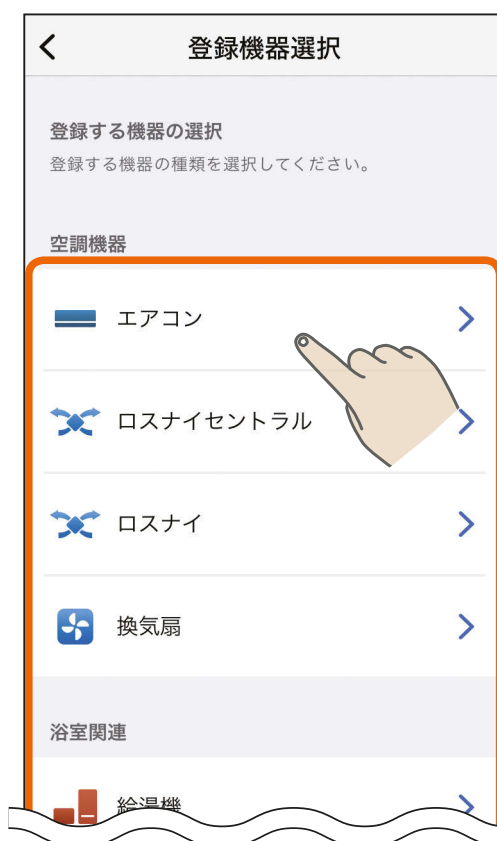 登録機器選択
登録する機器の選択
登録する機器の種類を選択してください。
空調機器
エアコン
ロスナイセントラル
ロスナイ
換気扇
浴室関連
給湯機